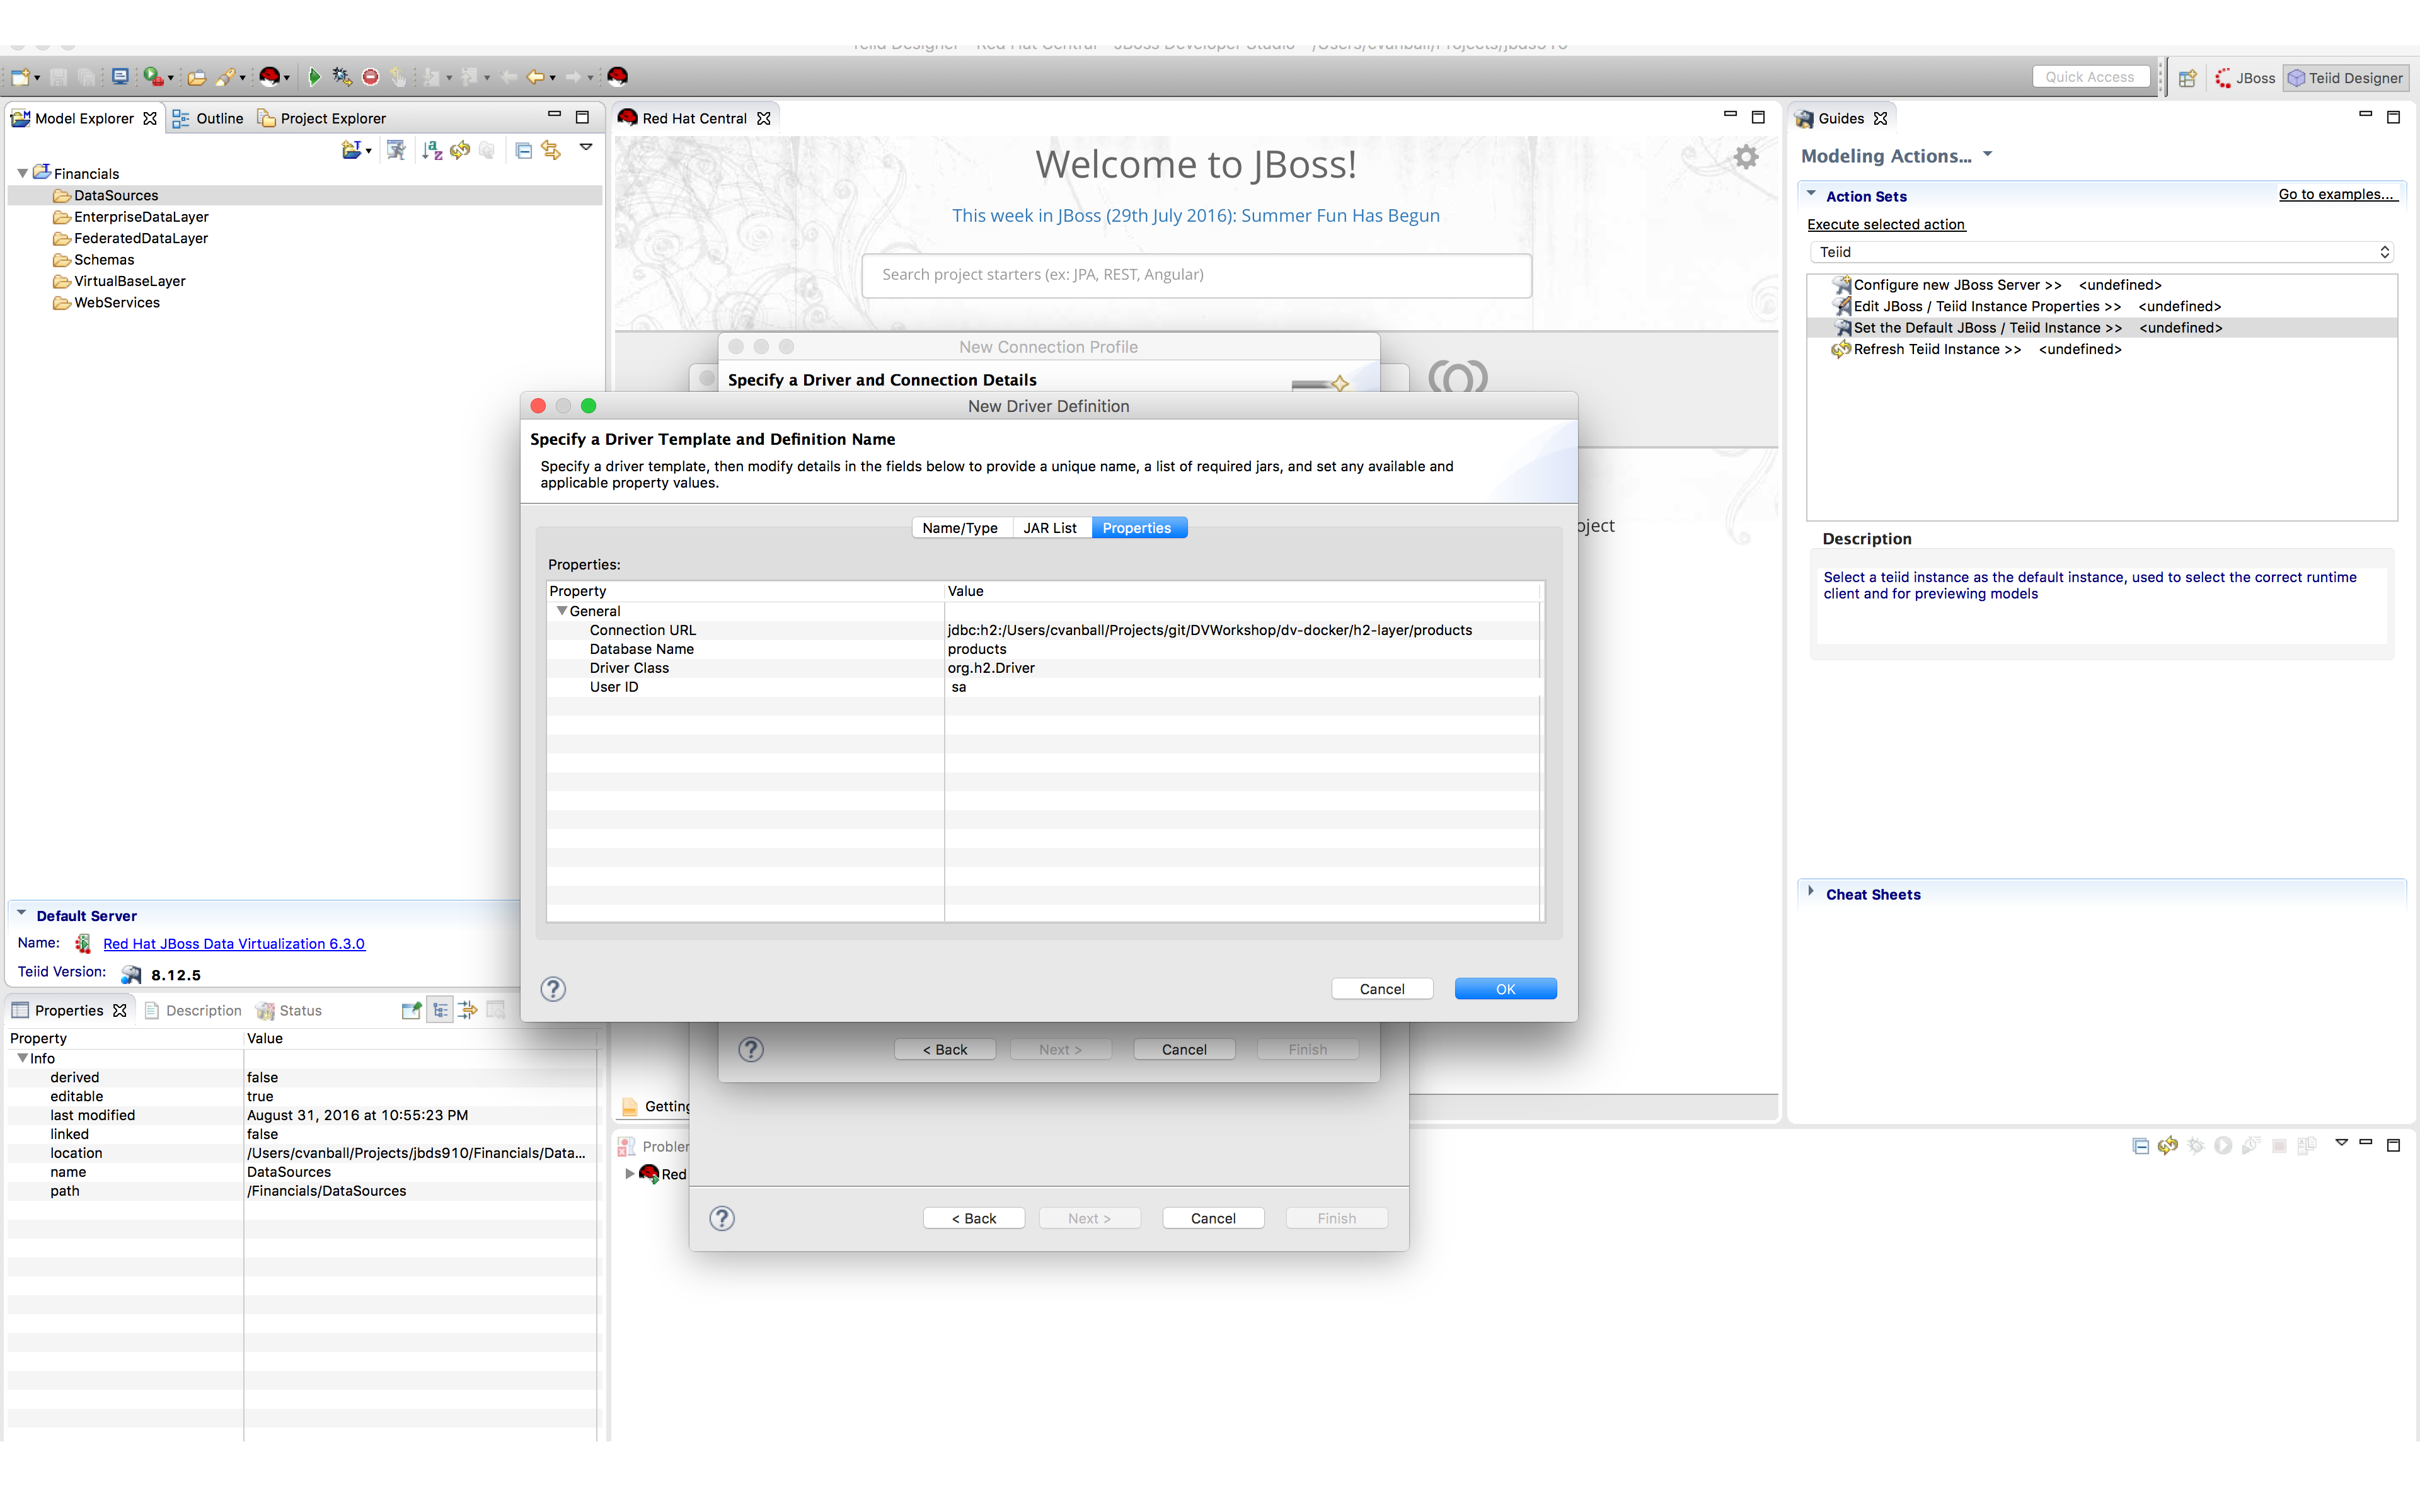 Teiid Designer - Red Hat Central - JBoss Developer Studio - /Users/cvanball/Projects/jbds910
Quick Access
JBoss
Teiid Designer
Model Explorer
Outline
Project Explorer
Financials
DataSources
EnterpriseDataLayer
FederatedDataLayer
Schemas
VirtualBaseLayer
WebServices
Default Server
Name: Red Hat JBoss Data Virtualization 6.3.0
Teiid Version: 8.12.5
Properties
Description
Status
Property Value
Info
derived false
editable true
last modified August 31, 2016 at 10:55:23 PM
linked false
location /Users/cvanball/Projects/jbds910/Financials/Data...
name DataSources
path /Financials/DataSources
Red Hat Central
Welcome to JBoss!
This week in JBoss (29th July 2016): Summer Fun Has Begun
Search project starters (ex: JPA, REST, Angular)
New Connection Profile
Specify a Driver and Connection Details
New Driver Definition
Specify a Driver Template and Definition Name
Specify a driver template, then modify details in the fields below to provide a unique name, a list of required jars, and set any available and
applicable property values.
Name/Type JAR List Properties
Properties:
Property Value
General
Connection URL jdbc:h2:/Users/cvanball/Projects/git/DVWorkshop/dv-docker/h2-layer/products
Database Name products
Driver Class org.h2.Driver
User ID sa
Cancel OK
oject
< Back Next > Cancel Finish
Getting
Problem
Red
< Back Next > Cancel Finish
Guides
Modeling Actions...
Action Sets
Go to examples...
Execute selected action
Teiid
Configure new JBoss Server >> <undefined>
Edit JBoss / Teiid Instance Properties >> <undefined>
Set the Default JBoss / Teiid Instance >> <undefined>
Refresh Teiid Instance >> <undefined>
Description
Select a teiid instance as the default instance, used to select the correct runtime
client and for previewing models
Cheat Sheets